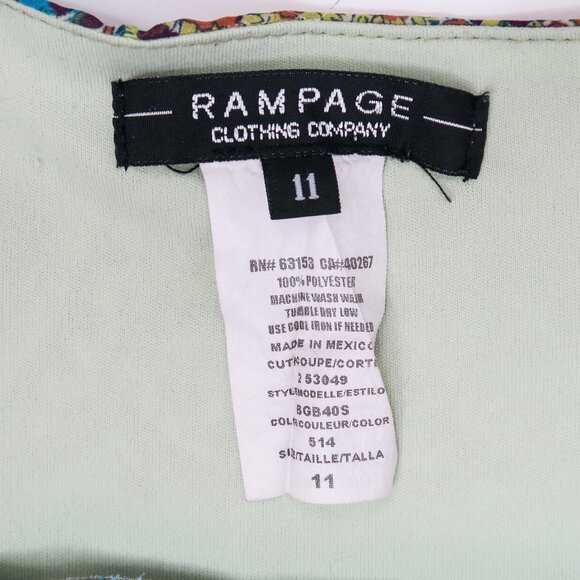 RAMPAGE
CLOTHING COMPANY
11
RN# 63153 CA#40267
100% POLYESTER
MACHINE WASH WARM
TUMBLE DRY LOW
USE COOL IRON IF NEEDED
MADE IN MEXICO
CUT/COUPE/CORTE
253049
STYLE/MODELLE/ESTILO
8GB40S
COLOR/COULEUR/COLOR
514
SIZE/TAILLE/TALLA
11